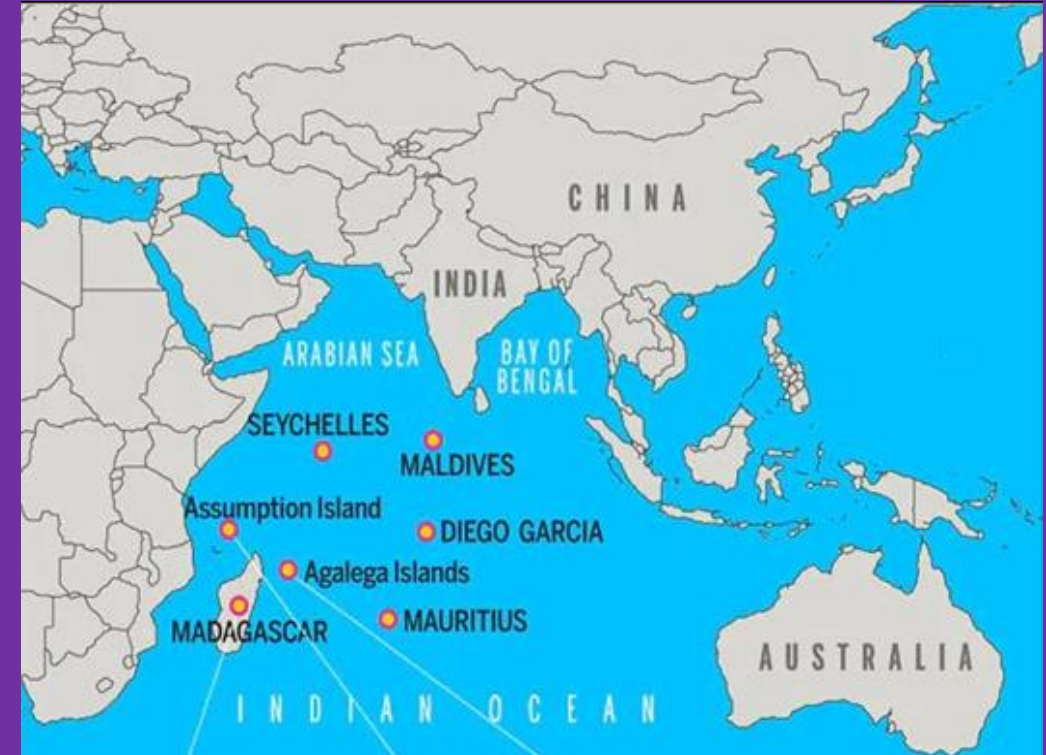 CHINA
INDIA
ARABIAN SEA
BAY OF
BENGAL
SEYCHELLES
MALDIVES
Assumption Island
DIEGO GARCIA
Agalega Islands
MAURITIUS
MADAGASCAR
AUSTRALIA
INDIAN OCEAN